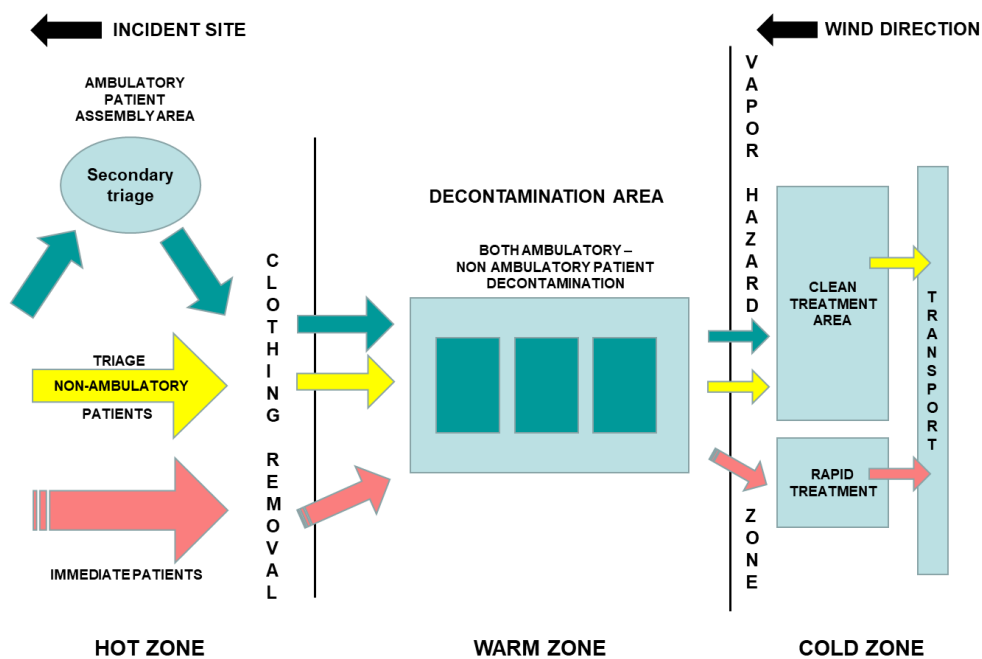 INCIDENT SITE
WIND DIRECTION
AMBULATORY
PATIENT
ASSEMBLY AREA
Secondary
triage
TRIAGE
NON-AMBULATORY
PATIENTS
IMMEDIATE PATIENTS
CLOTHING REMOVAL
DECONTAMINATION AREA
BOTH AMBULATORY –
NON AMBULATORY PATIENT
DECONTAMINATION
VAPOR HAZARD ZONE
CLEAN
TREATMENT
AREA
RAPID
TREATMENT
TRANSPORT
HOT ZONE
WARM ZONE
COLD ZONE